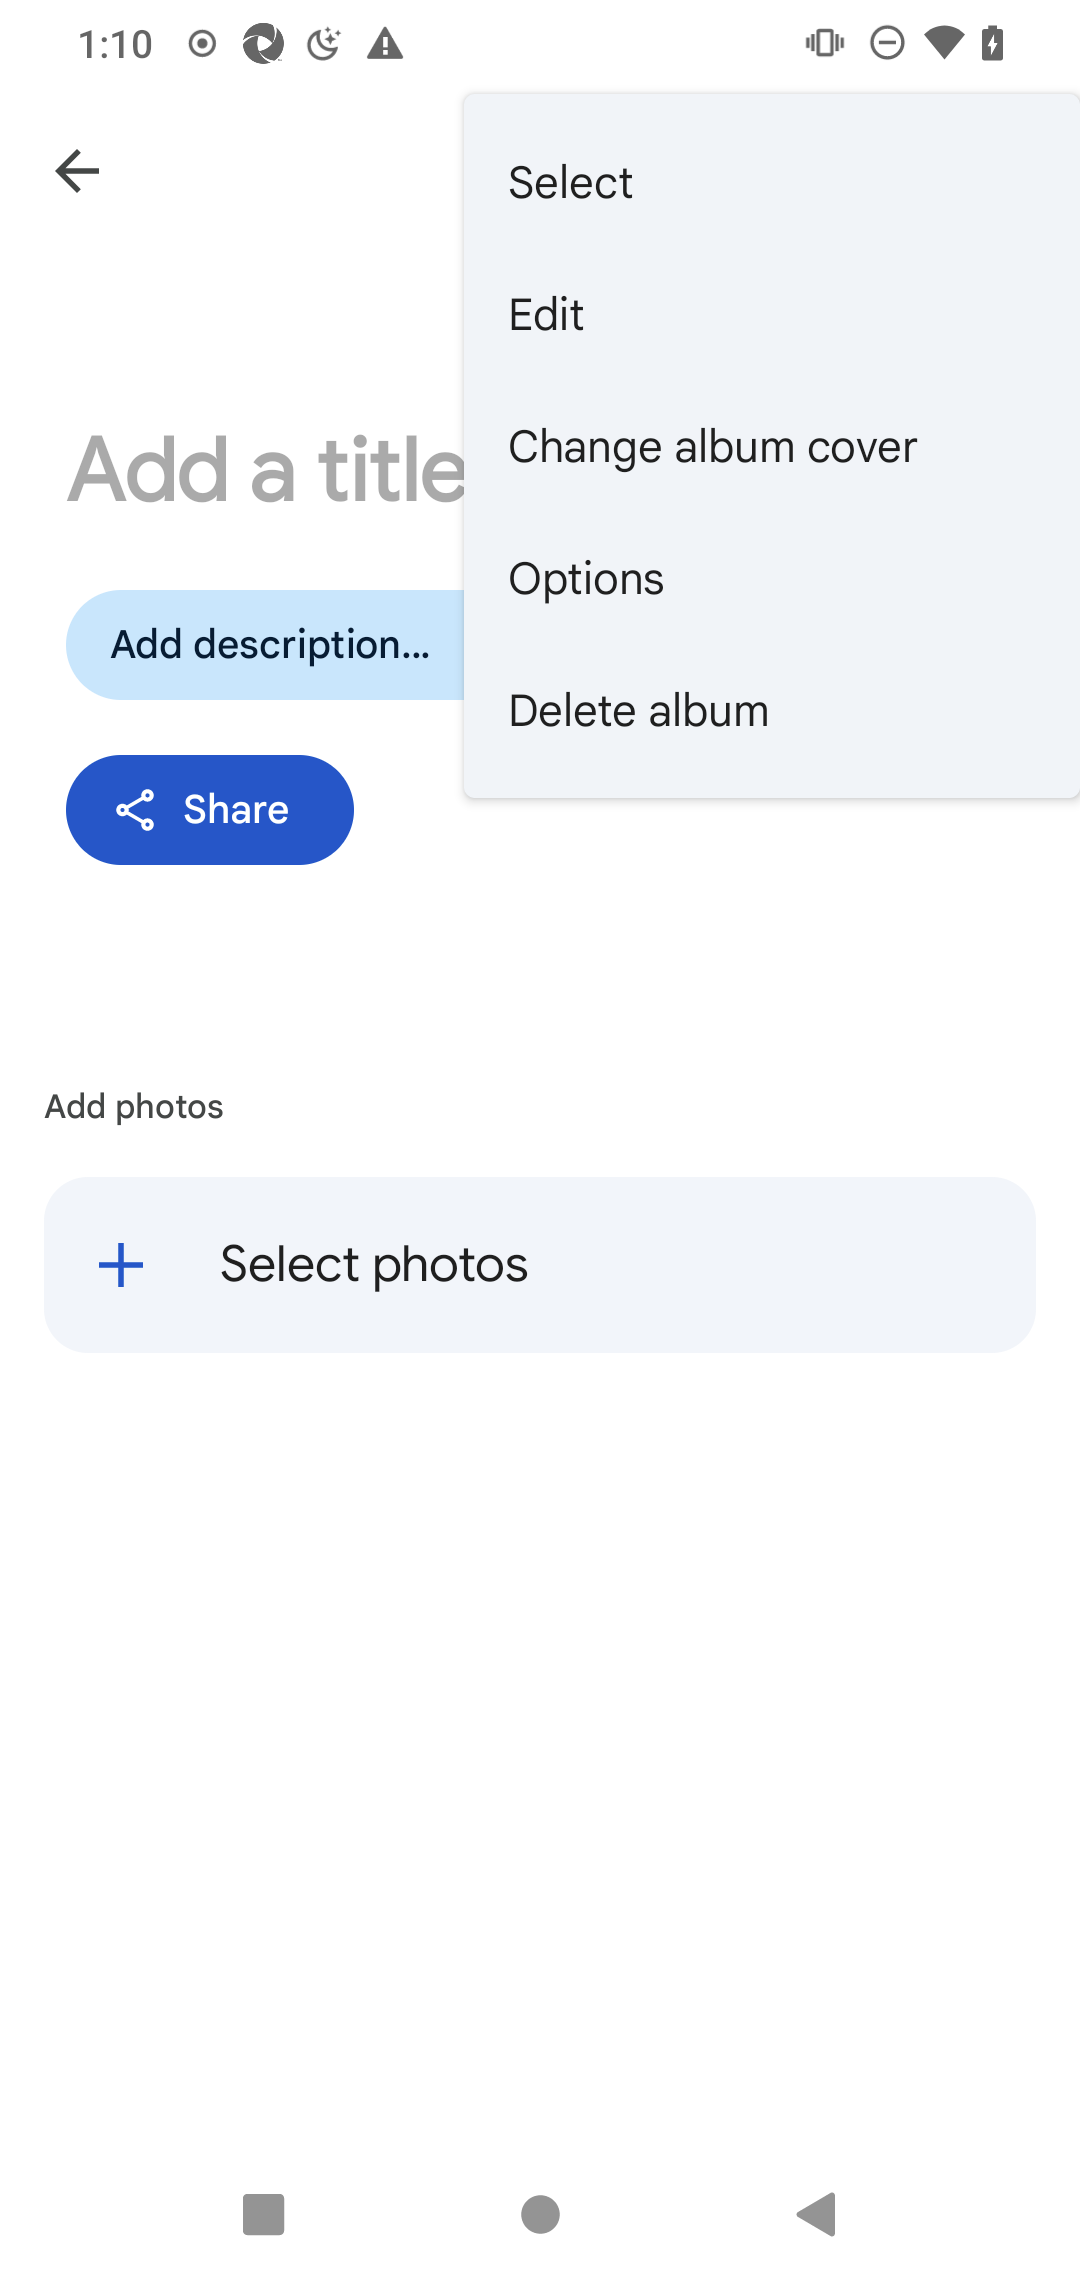 1:10
Select
Edit
Change album cover
Options
Delete album
Add a title
Add description...
Share
Add photos
Select photos